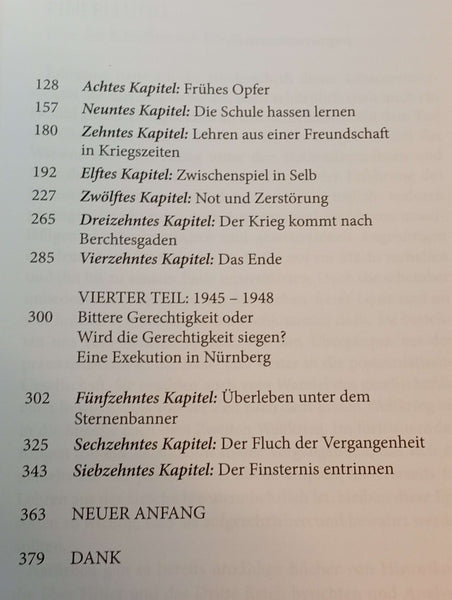 128 Achtes Kapitel: Frühes Opfer
157 Neuntes Kapitel: Die Schule hassen lernen
180 Zehntes Kapitel: Lehren aus einer Freundschaft
in Kriegszeiten
192 Elftes Kapitel: Zwischenspiel in Selb
227 Zwölftes Kapitel: Not und Zerstörung
265 Dreizehntes Kapitel: Der Krieg kommt nach
Berchtesgaden
285 Vierzehntes Kapitel: Das Ende
VIERTER TEIL: 1945 – 1948
300 Bittere Gerechtigkeit oder
Wird die Gerechtigkeit siegen?
Eine Exekution in Nürnberg
302 Fünfzehntes Kapitel: Überleben unter dem
Sternenbanner
325 Sechzehntes Kapitel: Der Fluch der Vergangenheit
343 Siebzehntes Kapitel: Der Finsternis entrinnen
363 NEUER ANFANG
379 DANK